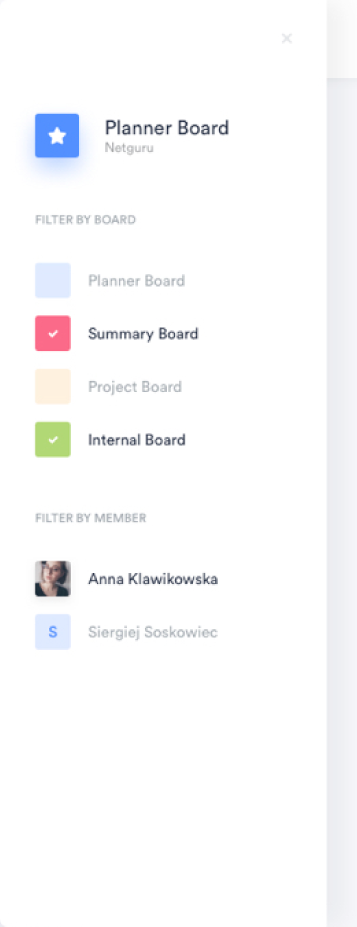 Planner Board
Netguru
FILTER BY BOARD
Planner Board
Summary Board
Project Board
Internal Board
FILTER BY MEMBER
Anna Klawikowska
S
Siergiej Soskowiec